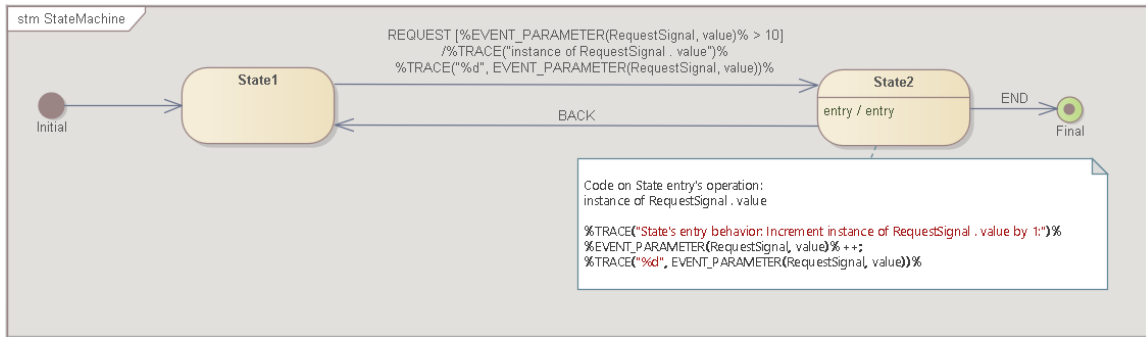 stm StateMachine
REQUEST [%EVENT_PARAMETER(RequestSignal, value)% > 10]
/%TRACE("instance of RequestSignal . value")%
%TRACE("%d", EVENT_PARAMETER(RequestSignal, value))%
State1
State2
entry / entry
END
Initial
BACK
Final
Code on State entry's operation:
instance of RequestSignal . value
%TRACE("State's entry behavior: Increment instance of RequestSignal . value by 1:")%
%EVENT_PARAMETER(RequestSignal, value)% ++;
%TRACE("%d", EVENT_PARAMETER(RequestSignal, value))%